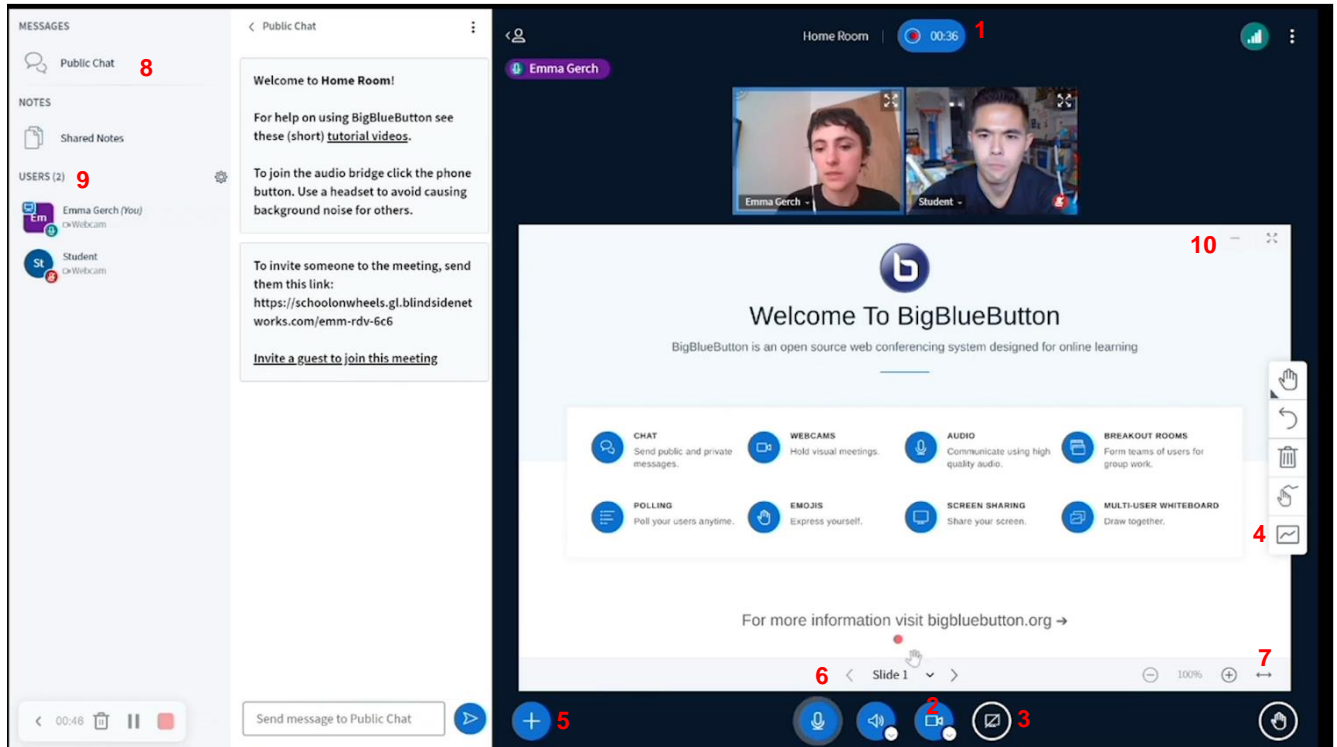 MESSAGES
Public Chat
8
NOTES
Shared Notes
USERS (2)
9
Em
Emma Gerch (You)
Webcam
St
Student
Webcam
00:46
Public Chat
Welcome to Home Room!
For help on using BigBlueButton see
these (short) tutorial videos.
To join the audio bridge click the phone
button. Use a headset to avoid causing
background noise for others.
To invite someone to the meeting, send
them this link:
https://schoolonwheels.gl.blindsidenet
works.com/emm-rdv-6c6
Invite a guest to join this meeting
Send message to Public Chat
Home Room
00:36
1
Emma Gerch
Emma Gerch
Student
10
Welcome To BigBlueButton
BigBlueButton is an open source web conferencing system designed for online learning
CHAT
Send public and private
messages.
WEBCAMS
Hold visual meetings.
AUDIO
Communicate using high
quality audio.
BREAKOUT ROOMS
Form teams of users for
group work.
POLLING
Poll your users anytime.
EMOJIS
Express yourself.
SCREEN SHARING
Share your screen.
MULTI-USER WHITEBOARD
Draw together.
4
For more information visit bigbluebutton.org →
6
Slide 1
100%
7
5
2
3